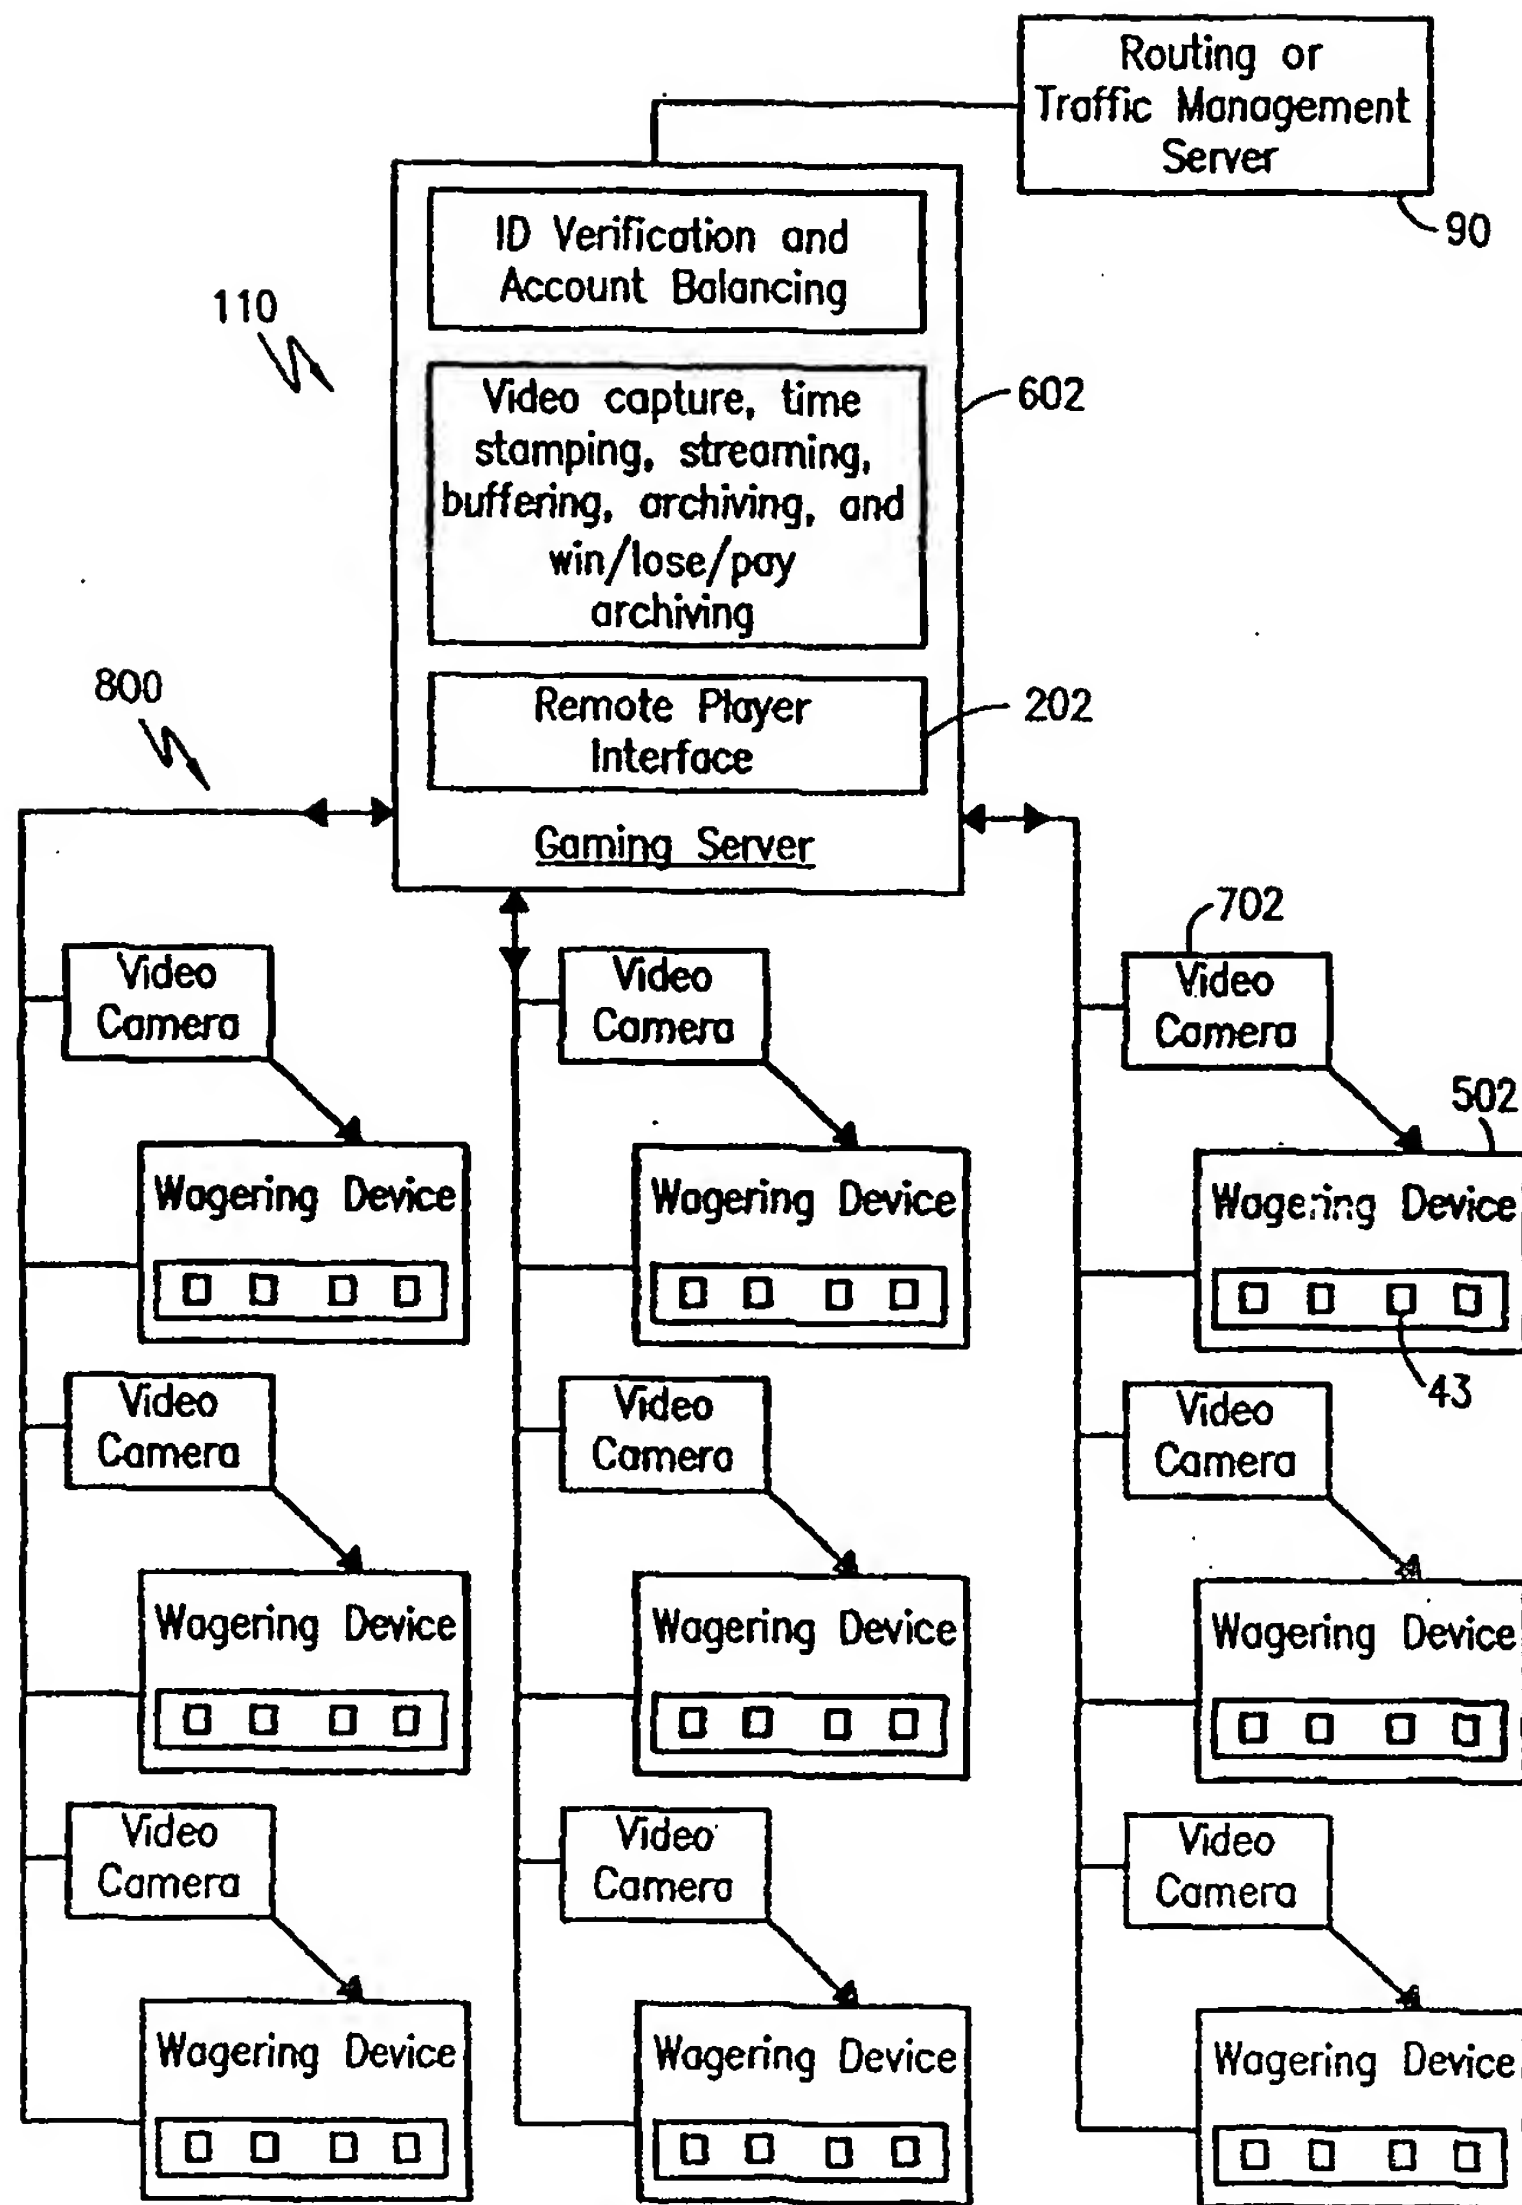 Routing or
Traffic Management
Server
90
ID Verification and
Account Balancing
110
Video capture, time
stamping, streaming,
buffering, archiving, and
win/lose/pay
archiving
602
800
Remote Player
Interface
202
Gaming Server
702
Video
Camera
Video
Camera
Video
Camera
502
Wagering Device
Wagering Device
Wagering Device
43
Video
Camera
Video
Camera
Video
Camera
Wagering Device
Wagering Device
Wagering Device
Video
Camera
Video
Camera
Video
Camera
Wagering Device
Wagering Device
Wagering Device